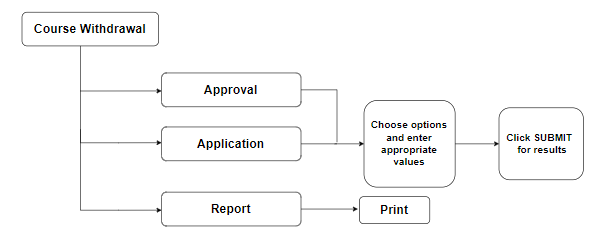 Course Withdrawal
Approval
Application
Choose options
and enter
appropriate
values
Click SUBMIT
for results
Report
Print